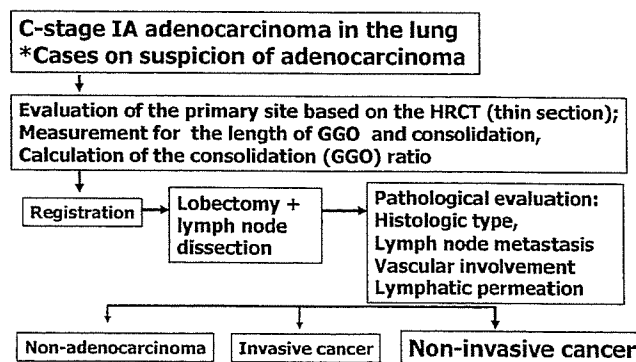 C-stage IA adenocarcinoma in the lung
*Cases on suspicion of adenocarcinoma
Evaluation of the primary site based on the HRCT (thin section);
Measurement for the length of GGO and consolidation,
Calculation of the consolidation (GGO) ratio
Registration
Lobectomy +
lymph node
dissection
Pathological evaluation:
Histologic type,
Lymph node metastasis
Vascular involvement
Lymphatic permeation
Non-adenocarcinoma
Invasive cancer
Non-invasive cancer